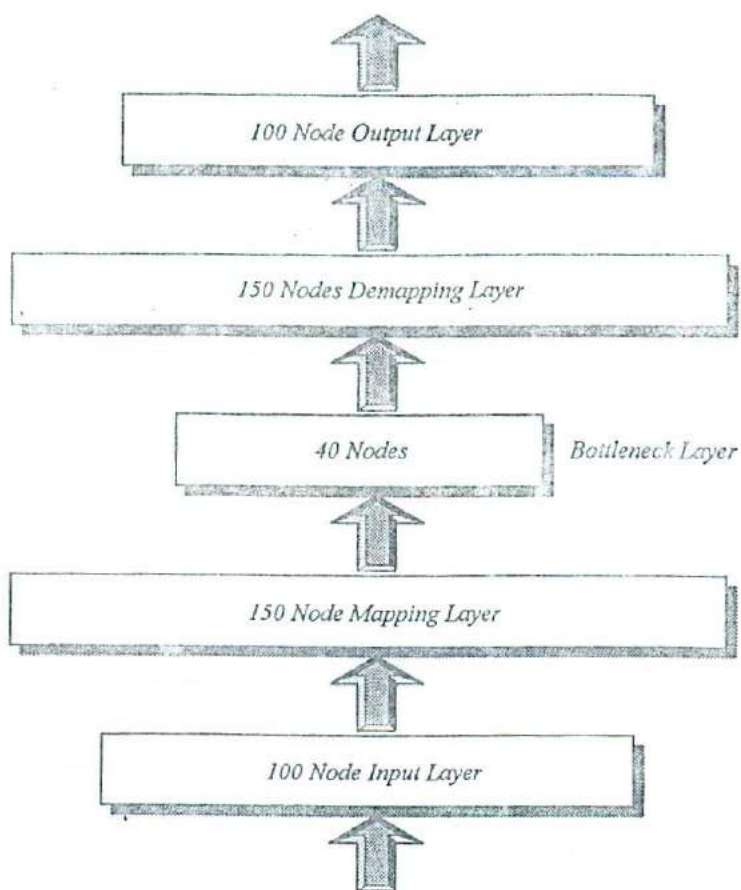 100 Node Output Layer
150 Nodes Demapping Layer
40 Nodes
Bottleneck Layer
150 Node Mapping Layer
100 Node Input Layer